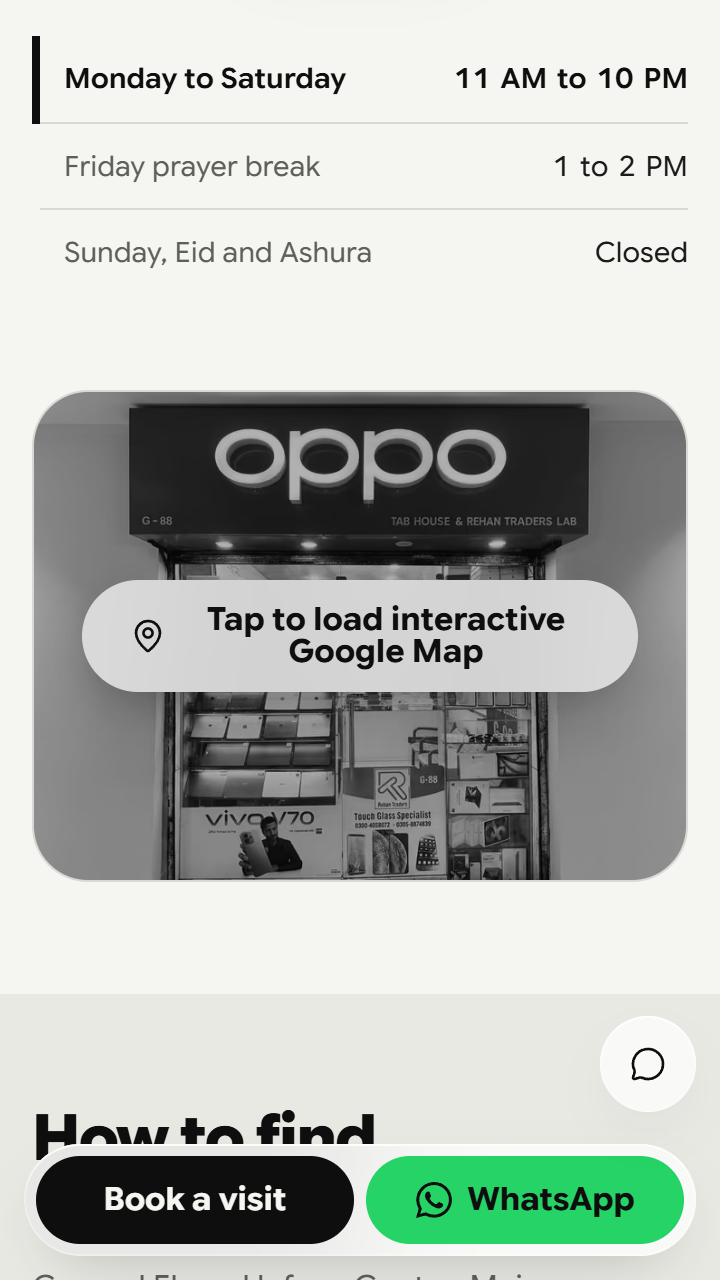 Monday to Saturday 11 AM to 10 PM
Friday prayer break 1 to 2 PM
Sunday, Eid and Ashura Closed
oppo
G-88 TAB HOUSE & REHAN TRADERS LAB
Tap to load interactive
Google Map
G-88
Rehan Traders
vivo V70
Touch Glass Specialist
How to find
Book a visit WhatsApp